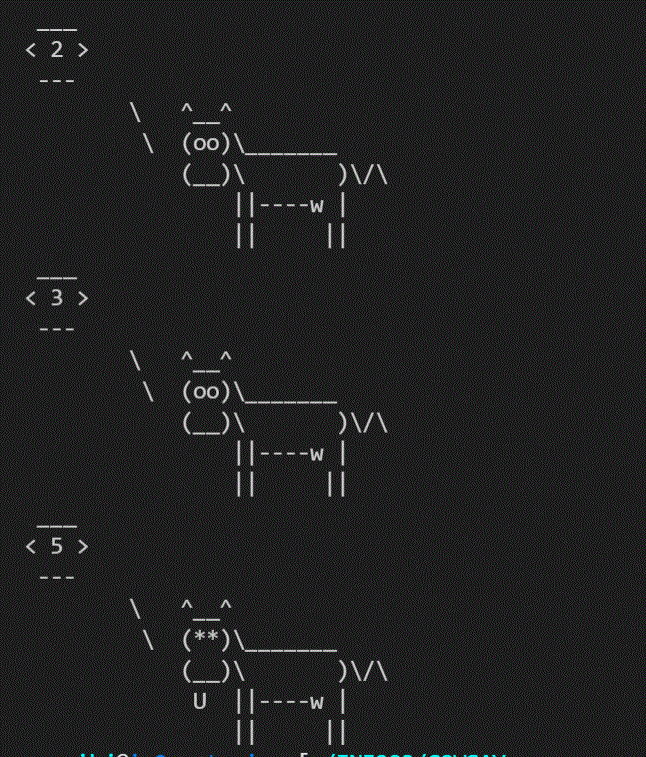 ___
< 2 >
 ---
        \   ^__^
         \  (oo)\_______
            (__)\       )\/\
                ||----w |
                ||     ||
 ___
< 3 >
 ---
        \   ^__^
         \  (oo)\_______
            (__)\       )\/\
                ||----w |
                ||     ||
 ___
< 5 >
 ---
        \   ^__^
         \  (**)\_______
            (__)\       )\/\
             U  ||----w |
                ||     ||